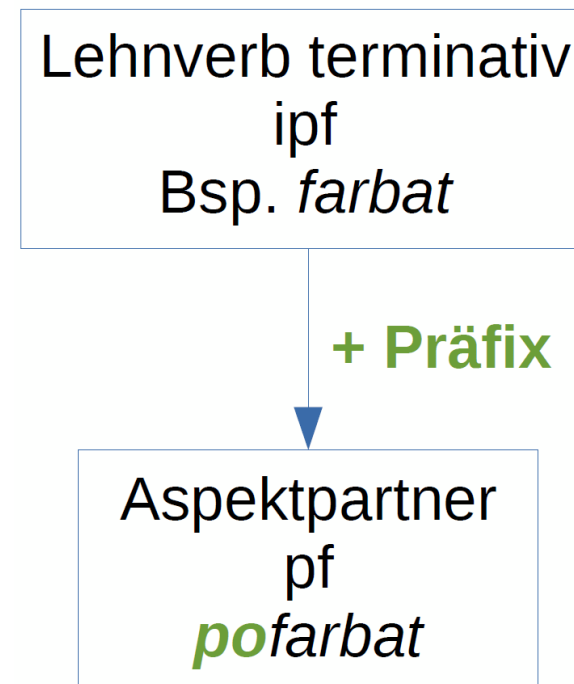 Lehnverb terminativ
ipf
Bsp. farbat
+ Präfix
Aspektpartner
pf
pofarbat